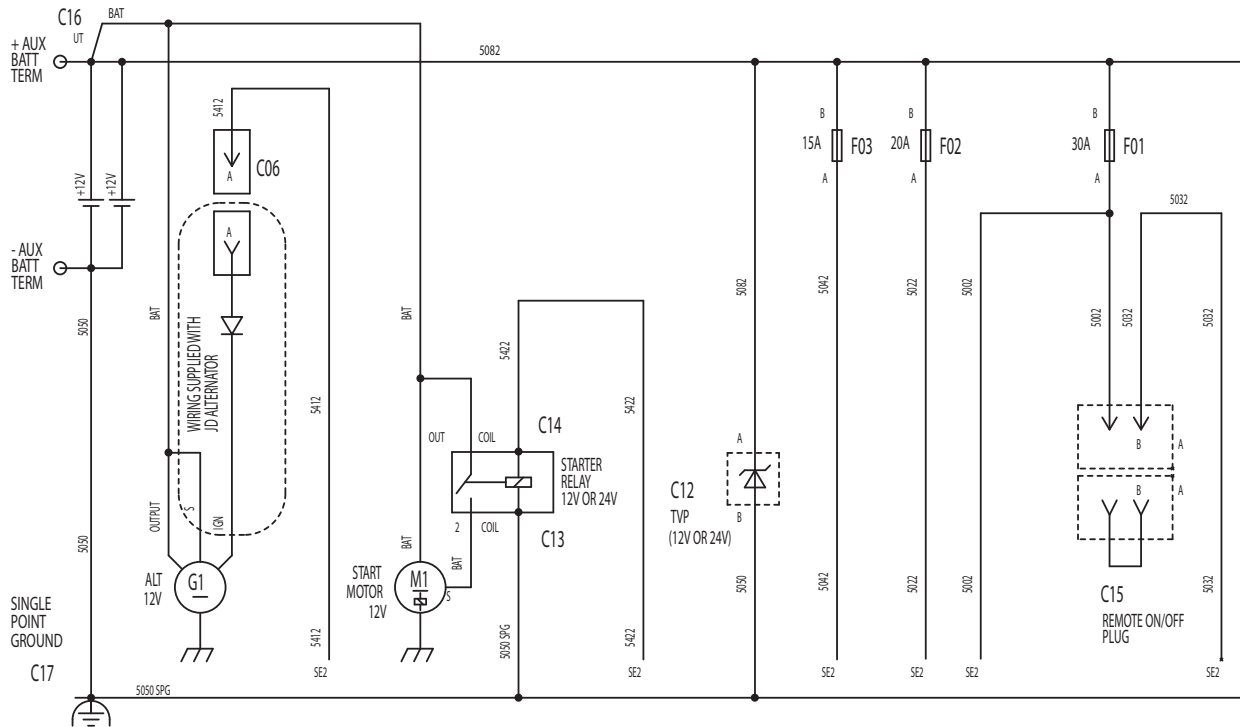 C16
BAT
UT
+ AUX
BATT
TERM
5082
5412
B
B
B
15A
F03
20A
F02
30A
F01
A
C06
A
A
A
+12V
+12V
5032
A
- AUX
BATT
TERM
5050
BAT
WIRING SUPPLIED WITH
JD ALTERNATOR
5412
BAT
5422
5422
5082
5042
5022
5002
5002
5032
5032
OUT
COIL
C14
A
B
A
STARTER
RELAY
12V OR 24V
C12
TVP
(12V OR 24V)
B
B
A
2
COIL
C13
OUTPUT
S
IGN
5050
BAT
BAT
ALT
12V
G1
START
MOTOR
12V
M1
S
5050
5042
5022
5002
5032
C15
REMOTE ON/OFF
PLUG
SINGLE
POINT
GROUND
5412
5050 SPG
5422
C17
SE2
SE2
SE2
SE2
SE2
SE2
5050 SPG